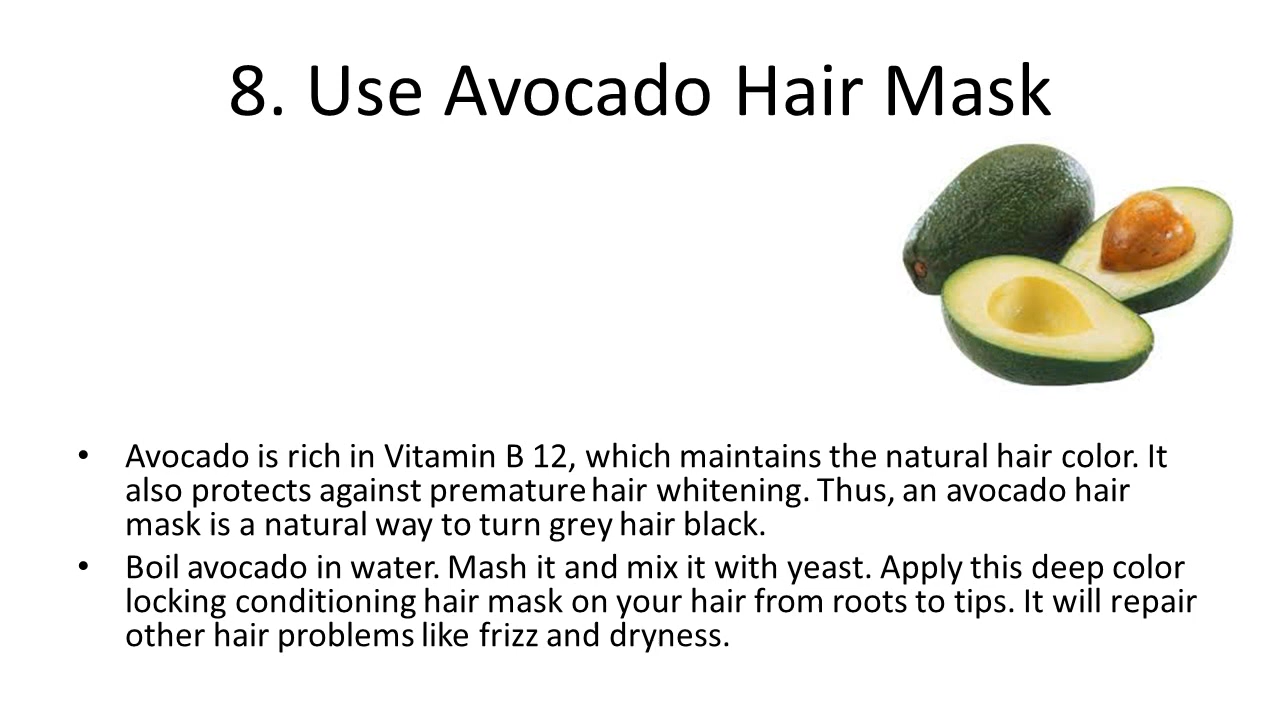 8. Use Avocado Hair Mask
• Avocado is rich in Vitamin B 12, which maintains the natural hair color. It
also protects against premature hair whitening. Thus, an avocado hair
mask is a natural way to turn grey hair black.
• Boil avocado in water. Mash it and mix it with yeast. Apply this deep color
locking conditioning hair mask on your hair from roots to tips. It will repair
other hair problems like frizz and dryness.